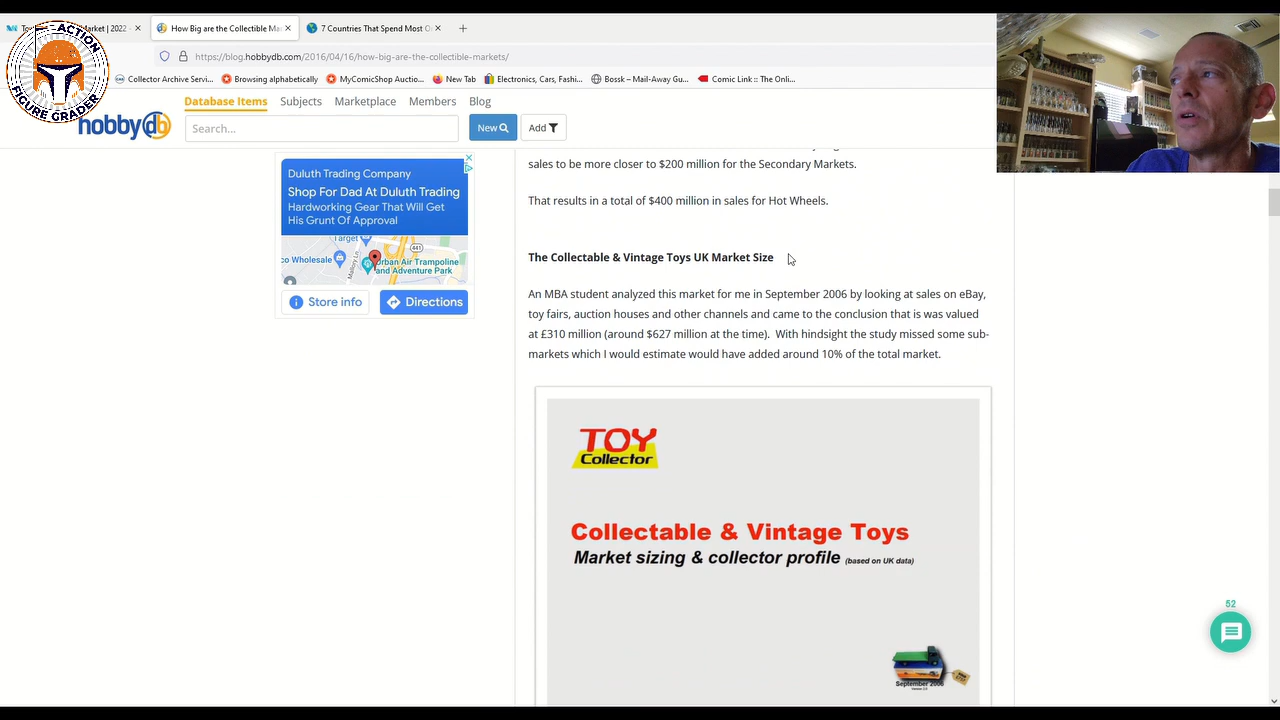 Market | 2022
How Big are the Collectible Ma
7 Countries That Spend Most O
ACTION
FIGURE GRADER
https://blog.hobbydb.com/2016/04/16/how-big-are-the-collectible-markets/
Collector Archive Servi...
Browsing alphabetically
MyComicShop Auctio...
New Tab
Electronics, Cars, Fashi...
Bossk – Mail-Away Gu...
Comic Link :: The Onli...
hobbydb
Database Items
Subjects
Marketplace
Members
Blog
Search...
New
Add
sales to be more closer to $200 million for the Secondary Markets.
That results in a total of $400 million in sales for Hot Wheels.
Duluth Trading Company
Shop For Dad At Duluth Trading
Hardworking Gear That Will Get
His Grunt Of Approval
Target
441
co Wholesale
Mallory Ln
Urban Air Trampoline
and Adventure Park
Store info
Directions
The Collectable & Vintage Toys UK Market Size
An MBA student analyzed this market for me in September 2006 by looking at sales on eBay,
toy fairs, auction houses and other channels and came to the conclusion that is was valued
at £310 million (around $627 million at the time).  With hindsight the study missed some sub-
markets which I would estimate would have added around 10% of the total market.
TOY
Collector
Collectable & Vintage Toys
Market sizing & collector profile (based on UK data)
September 2006
Version 2.0
52